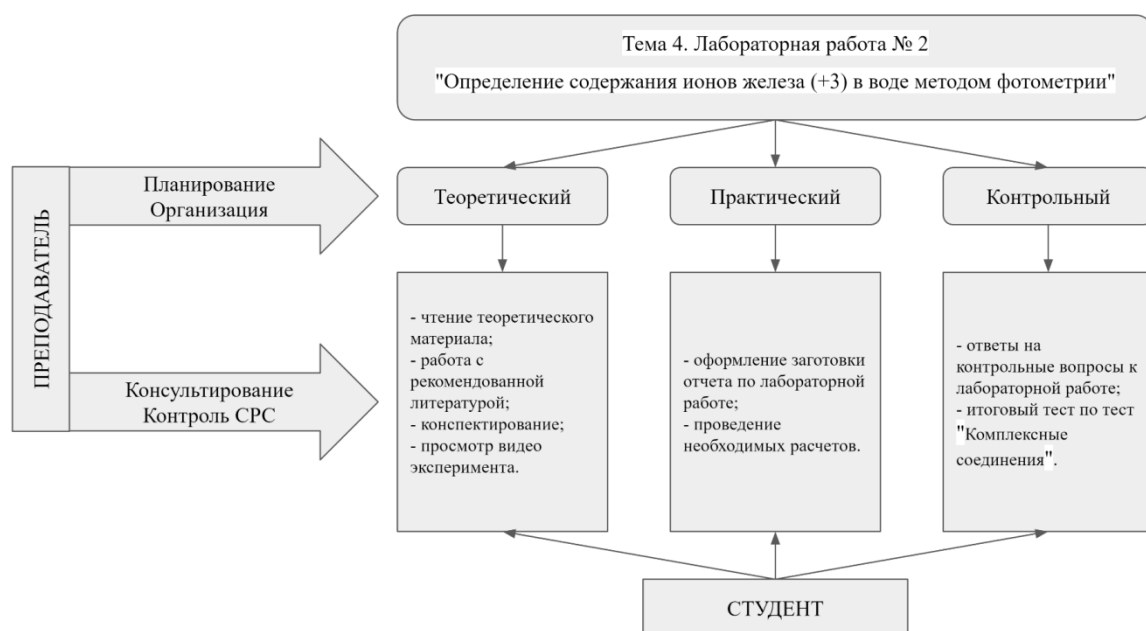 Тема 4. Лабораторная работа № 2
"Определение содержания ионов железа (+3) в воде методом фотометрии"
ПРЕПОДАВАТЕЛЬ
Планирование
Организация
Консультирование
Контроль СРС
Теоретический
Практический
Контрольный
- чтение теоретического
материала;
- работа с
рекомендованной
литературой;
- конспектирование;
- просмотр видео
эксперимента.
- оформление заготовки
отчета по лабораторной
работе;
- проведение
необходимых расчетов.
- ответы на
контрольные вопросы к
лабораторной работе;
- итоговый тест по тест
"Комплексные
соединения".
СТУДЕНТ